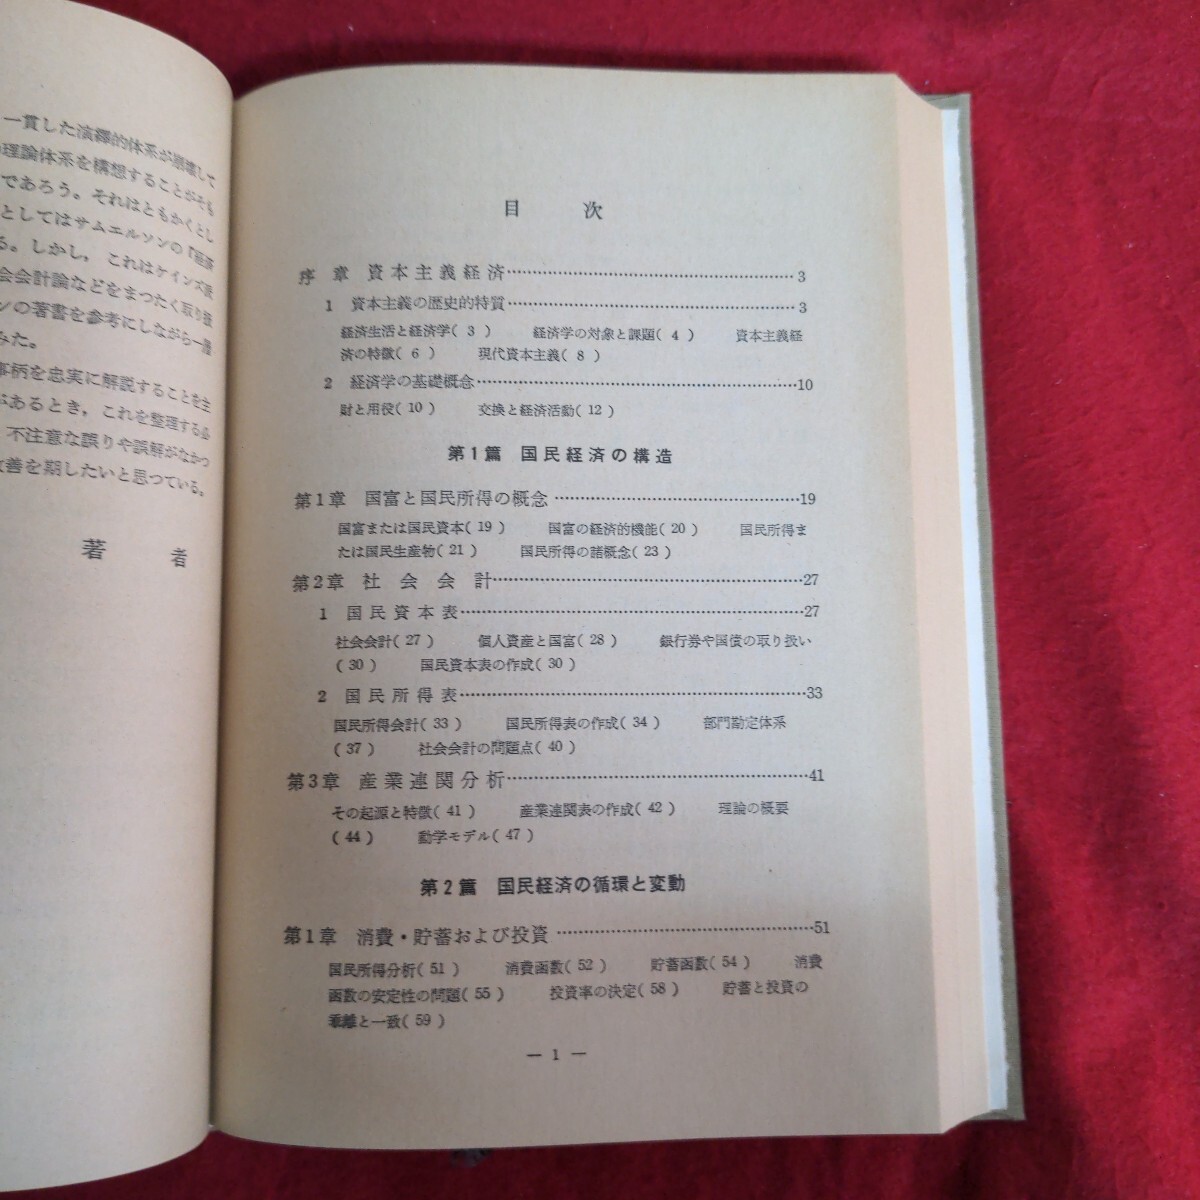 一貫した演繹的体系が崩壊して
理論体系を構想することがそも
であろう。それはともかくとし
としてはサムエルソンの『経済
る。しかし，これはケインズ流
会会計論などをまつたく取り扱
ンの著書を参考にしながら一層
みた。
事柄を忠実に解説することを主
があるとき，これを整理する必
不注意な誤りや誤解がなかつ
改善を期したいと思つている。
著　者
目　次
序　章　資本主義経済……3
1　資本主義の歴史的特質……3
経済生活と経済学( 3 )　経済学の対象と課題( 4 )　資本主義経
済の特徴( 6 )　現代資本主義( 8 )
2　経済学の基礎概念……10
財と用役( 10 )　交換と経済活動( 12 )
第1篇　国民経済の構造
第1章　国富と国民所得の概念……19
国富または国民資本( 19 )　国富の経済的機能( 20 )　国民所得ま
たは国民生産物( 21 )　国民所得の諸概念( 23 )
第2章　社会会計……27
1　国民資本表……27
社会会計( 27 )　個人資産と国富( 28 )　銀行券や国債の取り扱い
( 30 )　国民資本表の作成( 30 )
2　国民所得表……33
国民所得会計( 33 )　国民所得表の作成( 34 )　部門勘定体系
( 37 )　社会会計の問題点( 40 )
第3章　産業連関分析……41
その起源と特徴( 41 )　産業連関表の作成( 42 )　理論の概要
( 44 )　動学モデル( 47 )
第2篇　国民経済の循環と変動
第1章　消費・貯蓄および投資……51
国民所得分析( 51 )　消費函数( 52 )　貯蓄函数( 54 )　消費
函数の安定性の問題( 55 )　投資率の決定( 58 )　貯蓄と投資の
乖離と一致( 59 )
— 1 —